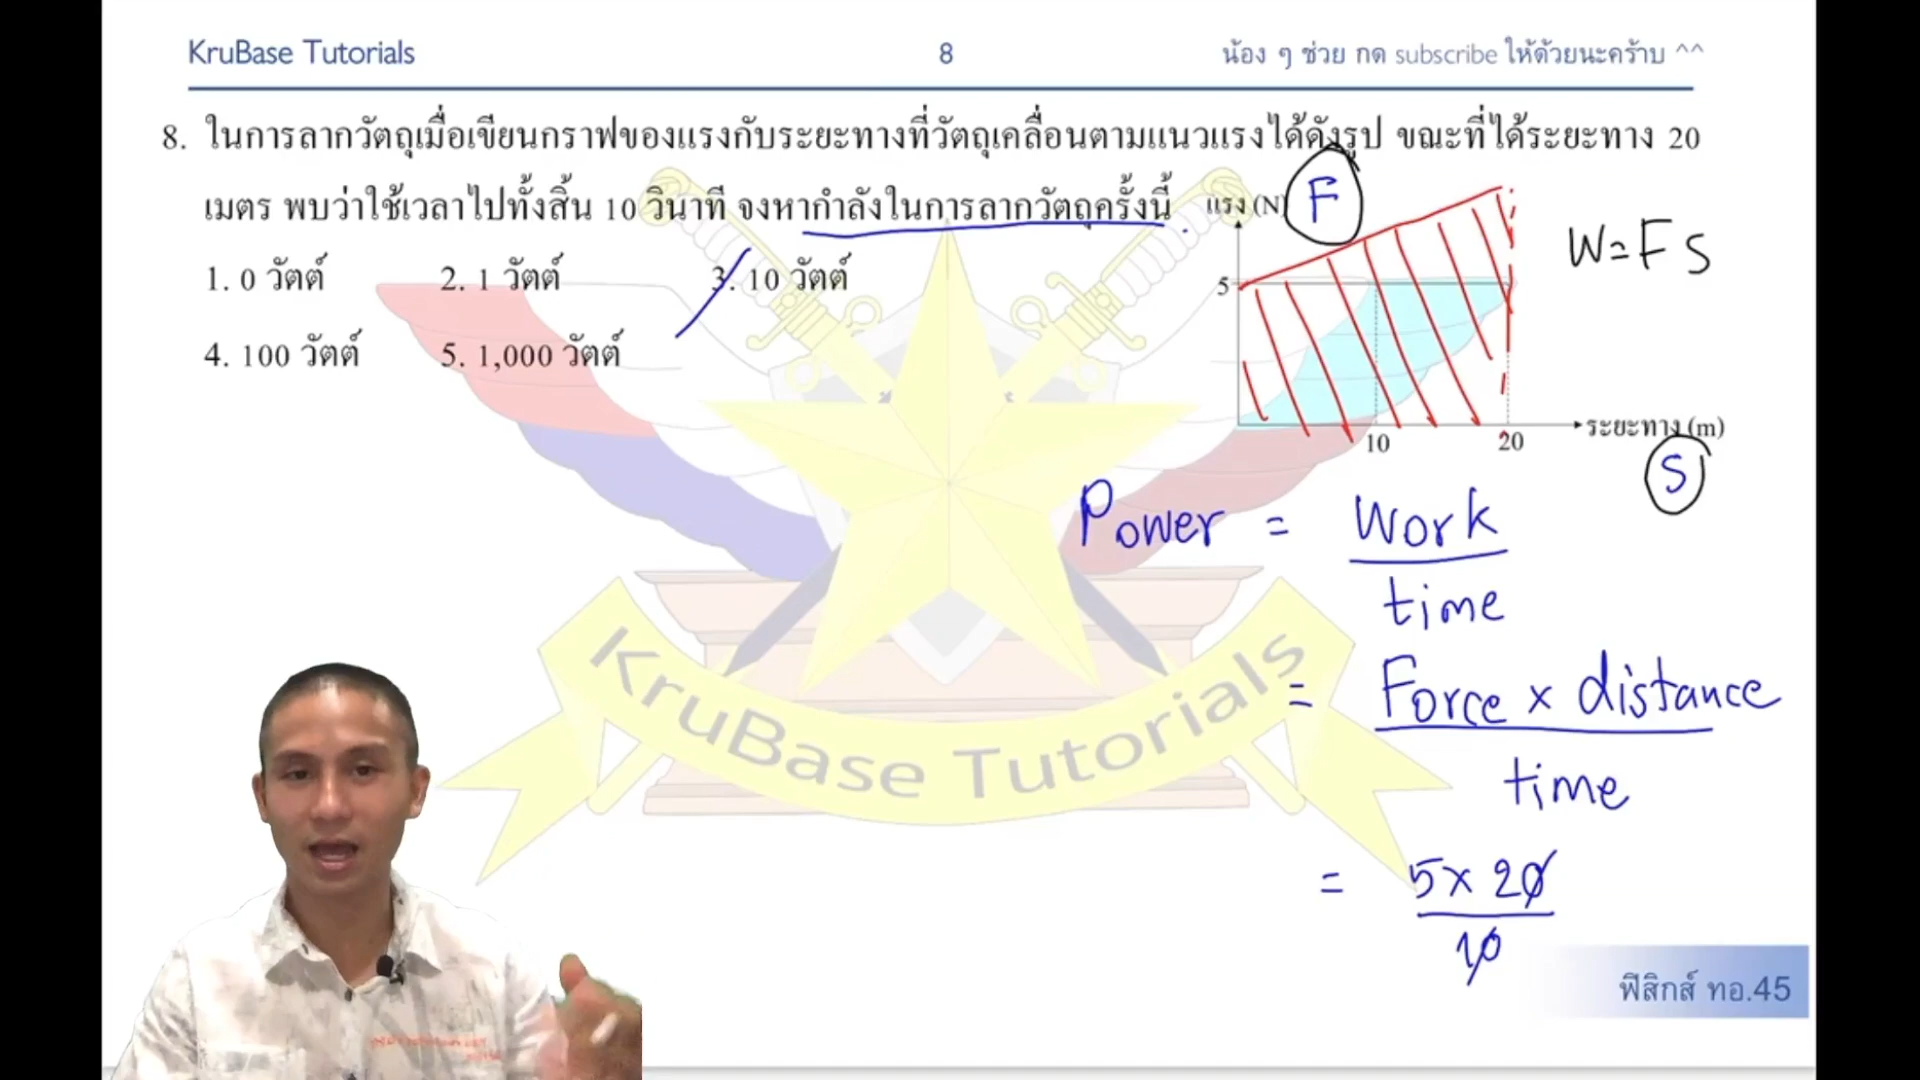 KruBase Tutorials 8 น้อง ๆ ช่วย กด subscribe ให้ด้วยนะคร้าบ ^^
8. ในการลากวัตถุเมื่อเขียนกราฟของแรงกับระยะทางที่วัตถุเคลื่อนตามแนวแรงได้ดังรูป ขณะที่ได้ระยะทาง 20
เมตร พบว่าใช้เวลาไปทั้งสิ้น 10 วินาที จงหากำลังในการลากวัตถุครั้งนี้
แรง (N) F
W=FS
1. 0 วัตต์ 2. 1 วัตต์ 3. 10 วัตต์
5
4. 100 วัตต์ 5. 1,000 วัตต์
ระยะทาง (m)
10 20
S
Power = Work
time
= Force x distance
time
= 5x 20
10
KruBase Tutorials
ฟิสิกส์ ทอ.45